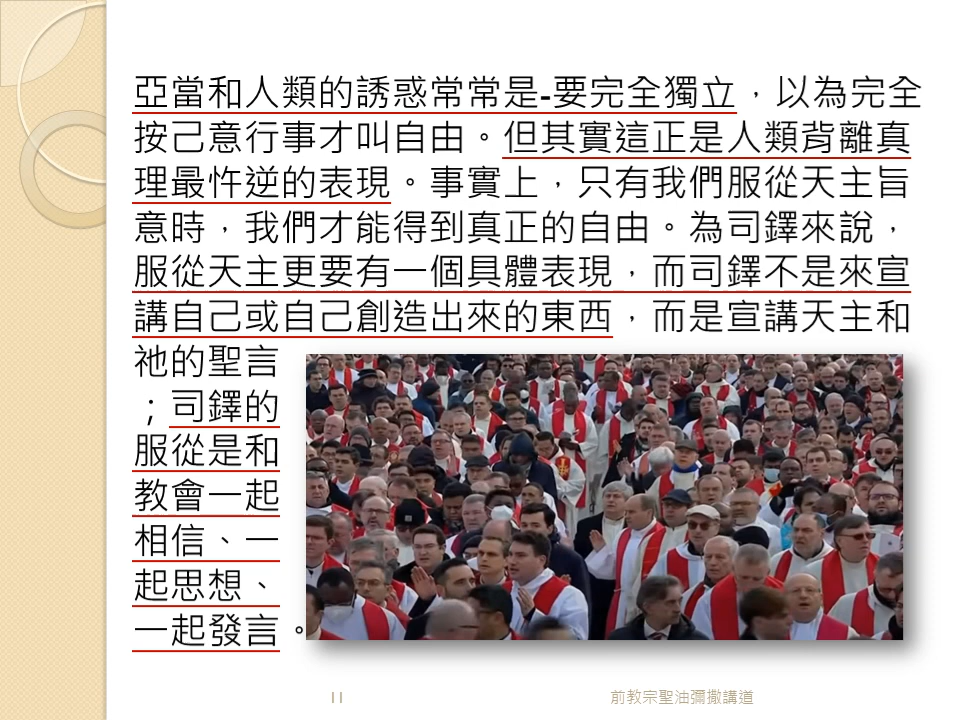 亞當和人類的誘惑常常是-要完全獨立，以為完全
按己意行事才叫自由。但其實這正是人類背離真
理最忤逆的表現。事實上，只有我們服從天主旨
意時，我們才能得到真正的自由。為司鐸來說，
服從天主更要有一個具體表現，而司鐸不是來宣
講自己或自己創造出來的東西，而是宣講天主和
祂的聖言
；司鐸的
服從是和
教會一起
相信、一
起思想、
一起發言。
11
前教宗聖油彌撒講道